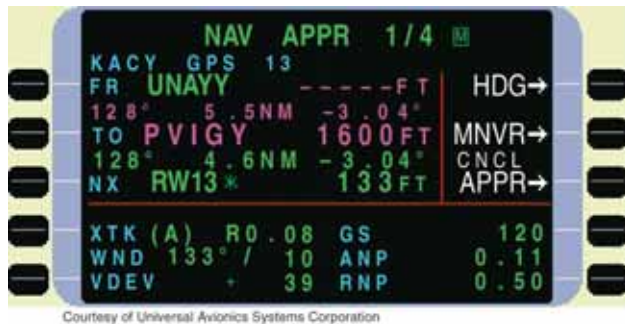 NAV APPR 1/4 M
KACY GPS 13
FR UNAYY -----FT HDG→
128° 5.5NM -3.04°
TO PVIGY 1600FT MNVR→
128° 4.6NM -3.04° CNCL
NX RW13* 133FT APPR→
XTK (A) R0.08 GS 120
WND 133°/ 10 ANP 0.11
VDEV + 39 RNP 0.50
Courtesy of Universal Avionics Systems Corporation